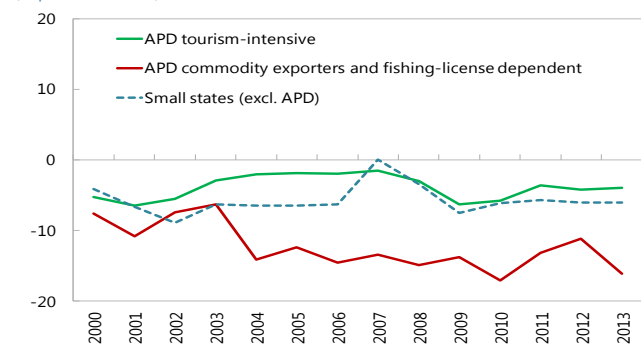 20
APD tourism-intensive
APD commodity exporters and fishing-license dependent
10
Small states (excl. APD)
0
-10
-20
2000 2001 2002 2003 2004 2005 2006 2007 2008 2009 2010 2011 2012 2013